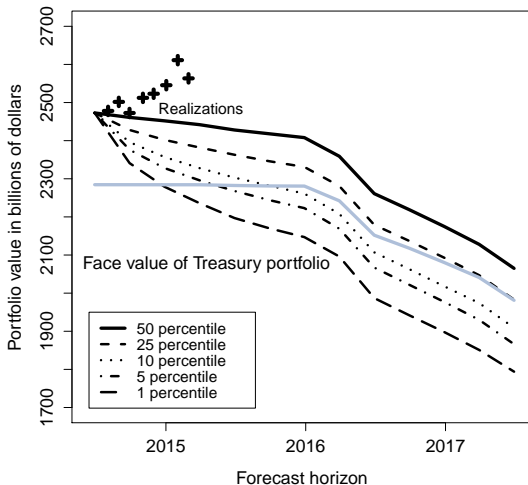 2700
2500
2300
2100
1900
1700
Portfolio value in billions of dollars
Realizations
Face value of Treasury portfolio
50 percentile
25 percentile
10 percentile
5 percentile
1 percentile
2015
2016
2017
Forecast horizon